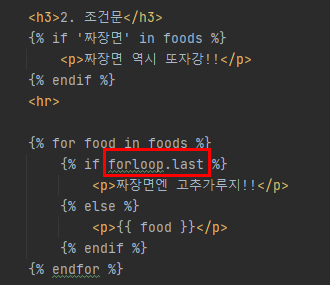 <h3>2. 조건문</h3>
{% if '짜장면' in foods %}
<p>짜장면 역시 또자강!!</p>
{% endif %}
<hr>
{% for food in foods %}
{% if forloop.last %}
<p>짜장면엔 고추가루지!!</p>
{% else %}
<p>{{ food }}</p>
{% endif %}
{% endfor %}